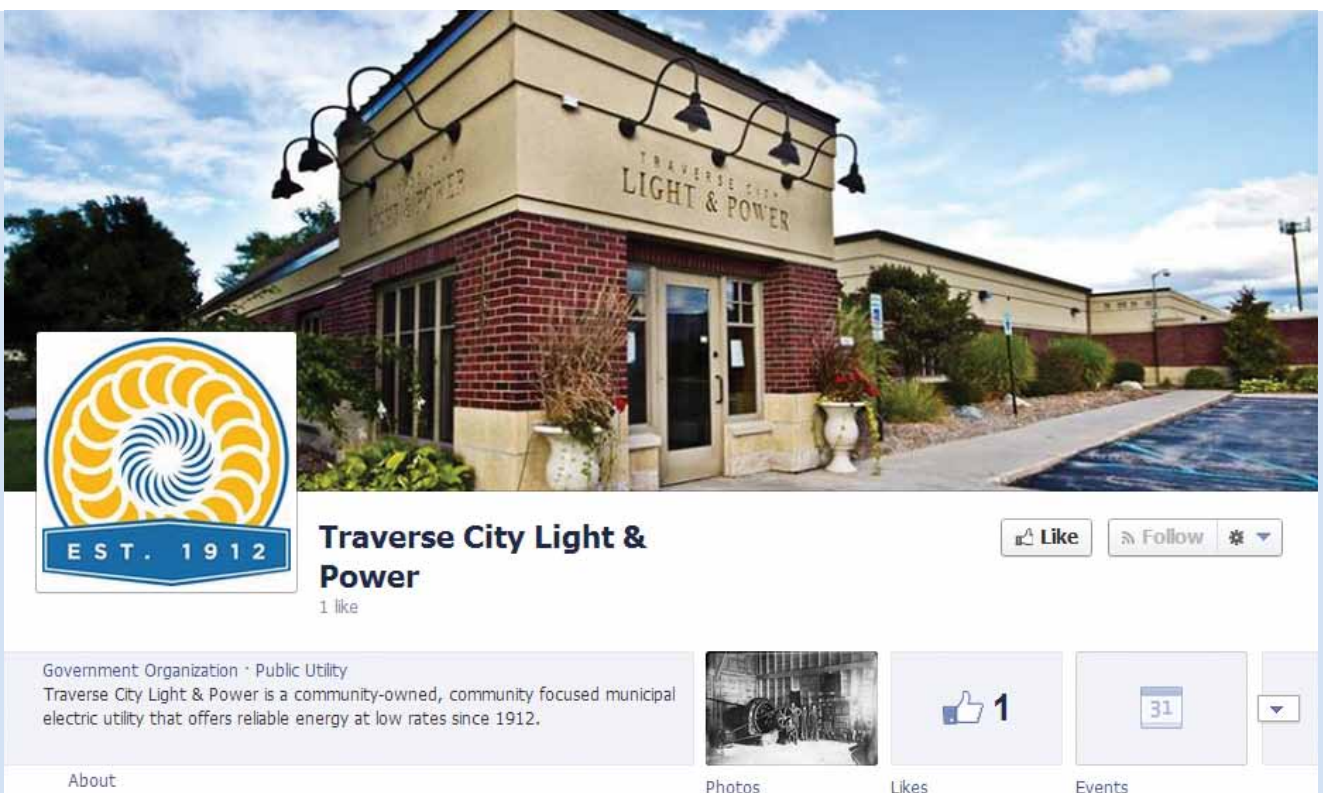 TRAVERSE CITY
LIGHT & POWER
LIGHT & POWER
EST. 1912
Traverse City Light &
Power
1 like
Like
Follow
Government Organization · Public Utility
Traverse City Light & Power is a community-owned, community focused municipal
electric utility that offers reliable energy at low rates since 1912.
1
31
About
Photos
Likes
Events